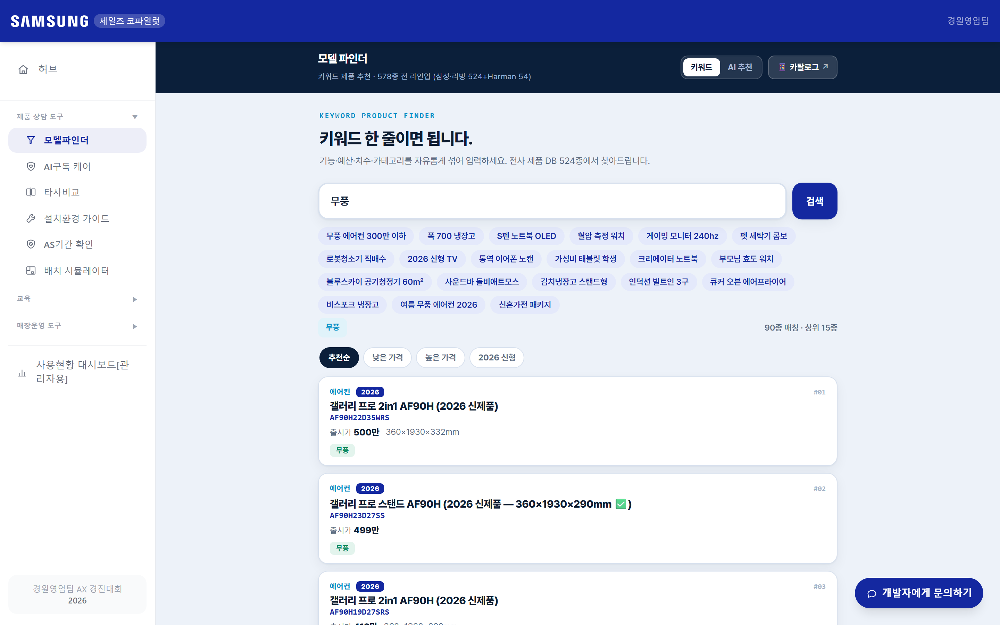 SAMSUNG 세일즈 코파일럿
경원영업팀
허브
제품 상담 도구
모델파인더
AI구독 케어
타사비교
설치환경 가이드
AS기간 확인
배치 시뮬레이터
교육
매장운영 도구
사용현황 대시보드[관
리자용]
경원영업팀 AX 경진대회
2026
모델 파인더
키워드 제품 추천 · 578종 전 라인업 (삼성·리빙 524+Harman 54)
키워드 AI 추천 카탈로그 ↗
KEYWORD PRODUCT FINDER
키워드 한 줄이면 됩니다.
기능·예산·치수·카테고리를 자유롭게 섞어 입력하세요. 전사 제품 DB 524종에서 찾아드립니다.
무풍 검색
무풍 에어컨 300만 이하 폭 700 냉장고 S펜 노트북 OLED 혈압 측정 워치 게이밍 모니터 240hz 펫 세탁기 콤보
로봇청소기 직배수 2026 신형 TV 통역 이어폰 노캔 가성비 태블릿 학생 크리에이터 노트북 부모님 효도 워치
블루스카이 공기청정기 60m² 사운드바 돌비애트모스 김치냉장고 스탠드형 인덕션 빌트인 3구 큐커 오븐 에어프라이어
비스포크 냉장고 여름 무풍 에어컨 2026 신혼가전 패키지
무풍 90종 매칭 · 상위 15종
추천순 낮은 가격 높은 가격 2026 신형
에어컨 2026 #01
갤러리 프로 2in1 AF90H (2026 신제품)
AF90H22D35WRS
출시가 500만 360×1930×332mm
무풍
에어컨 2026 #02
갤러리 프로 스탠드 AF90H (2026 신제품 — 360×1930×290mm ✅ )
AF90H23D27SS
출시가 499만
무풍
에어컨 2026 #03
갤러리 프로 2in1 AF90H (2026 신제품)
AF90H19D27SRS
개발자에게 문의하기